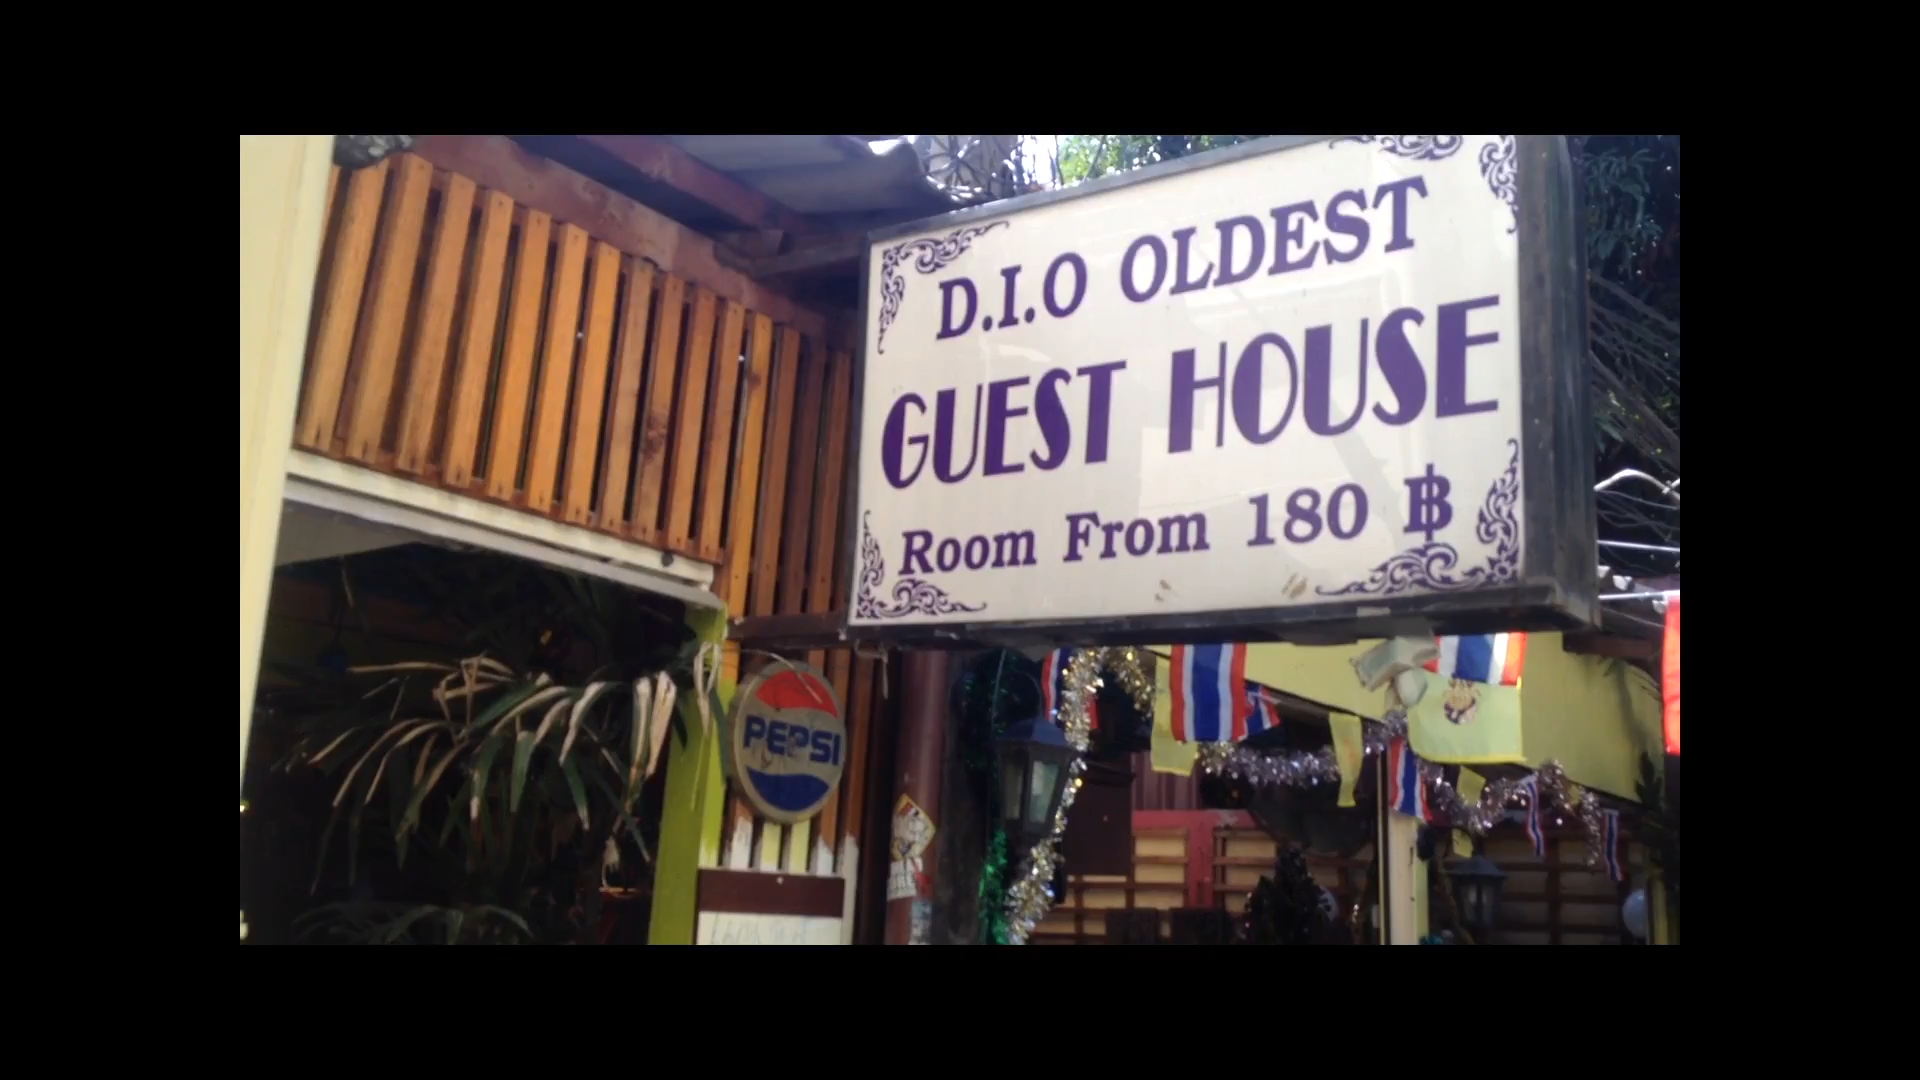 D.I.O OLDEST
GUEST HOUSE
Room From 180 ฿
PEPSI